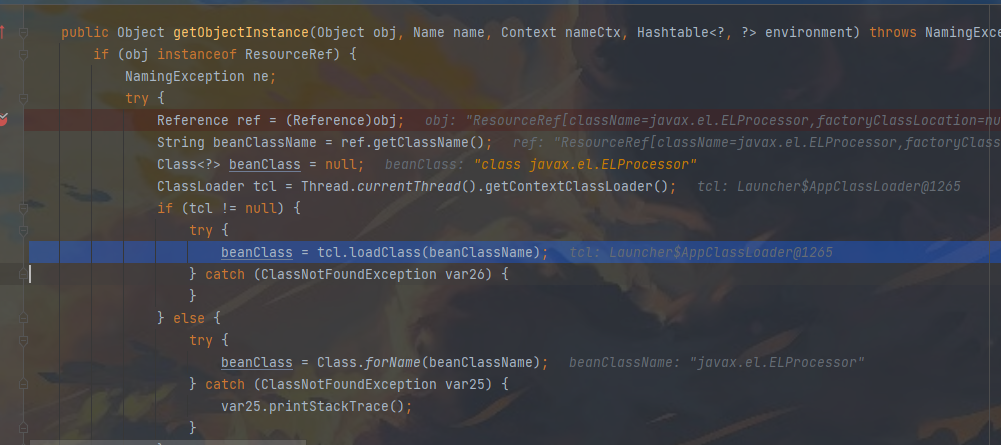 public Object getObjectInstance(Object obj, Name name, Context nameCtx, Hashtable<?, ?> environment) throws NamingExce
if (obj instanceof ResourceRef) {
NamingException ne;
try {
Reference ref = (Reference)obj; obj: "ResourceRef[className=javax.el.ELProcessor,factoryClassLocation=nu
String beanClassName = ref.getClassName(); ref: "ResourceRef[className=javax.el.ELProcessor,factoryClass
Class<?> beanClass = null; beanClass: "class javax.el.ELProcessor"
ClassLoader tcl = Thread.currentThread().getContextClassLoader(); tcl: Launcher$AppClassLoader@1265
if (tcl != null) {
try {
beanClass = tcl.loadClass(beanClassName); tcl: Launcher$AppClassLoader@1265
} catch (ClassNotFoundException var26) {
}
} else {
try {
beanClass = Class.forName(beanClassName); beanClassName: "javax.el.ELProcessor"
} catch (ClassNotFoundException var25) {
var25.printStackTrace();
}